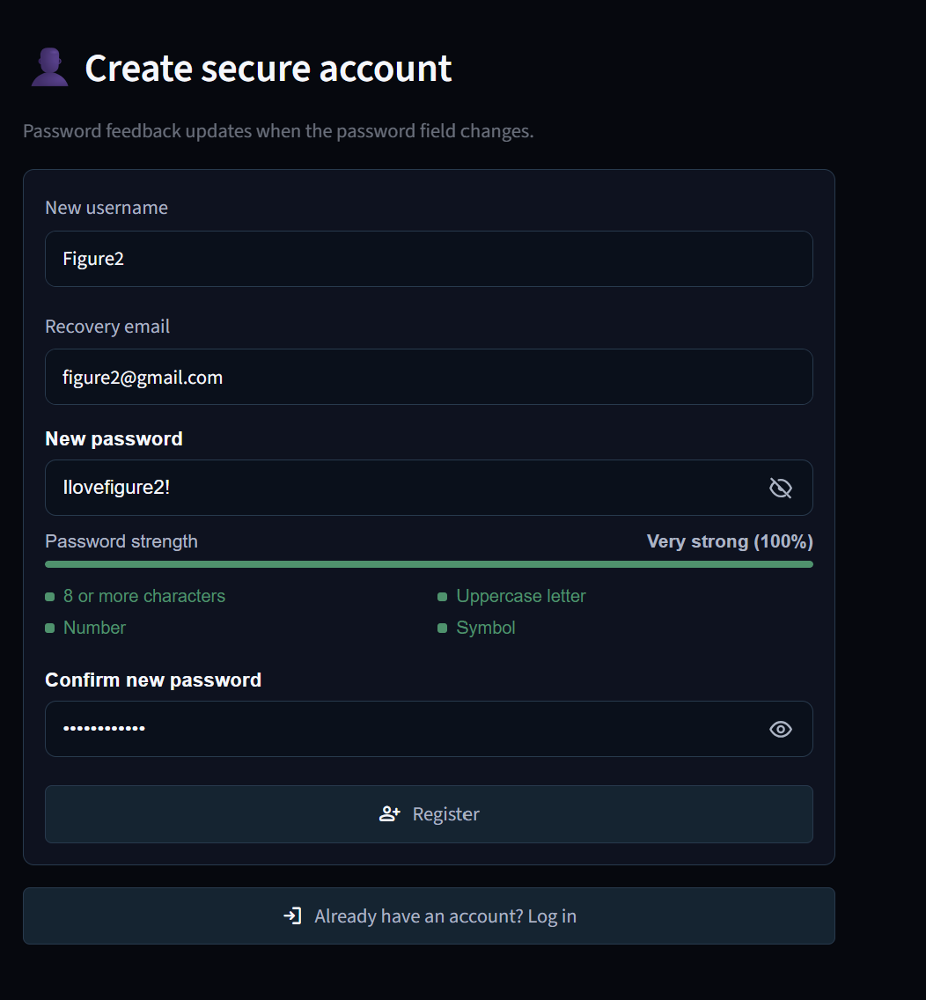 Create secure account
Password feedback updates when the password field changes.
New username
Figure2
Recovery email
figure2@gmail.com
New password
Ilovefigure2!
Password strength
Very strong (100%)
8 or more characters
Uppercase letter
Number
Symbol
Confirm new password
••••••••••••
Register
Already have an account? Log in